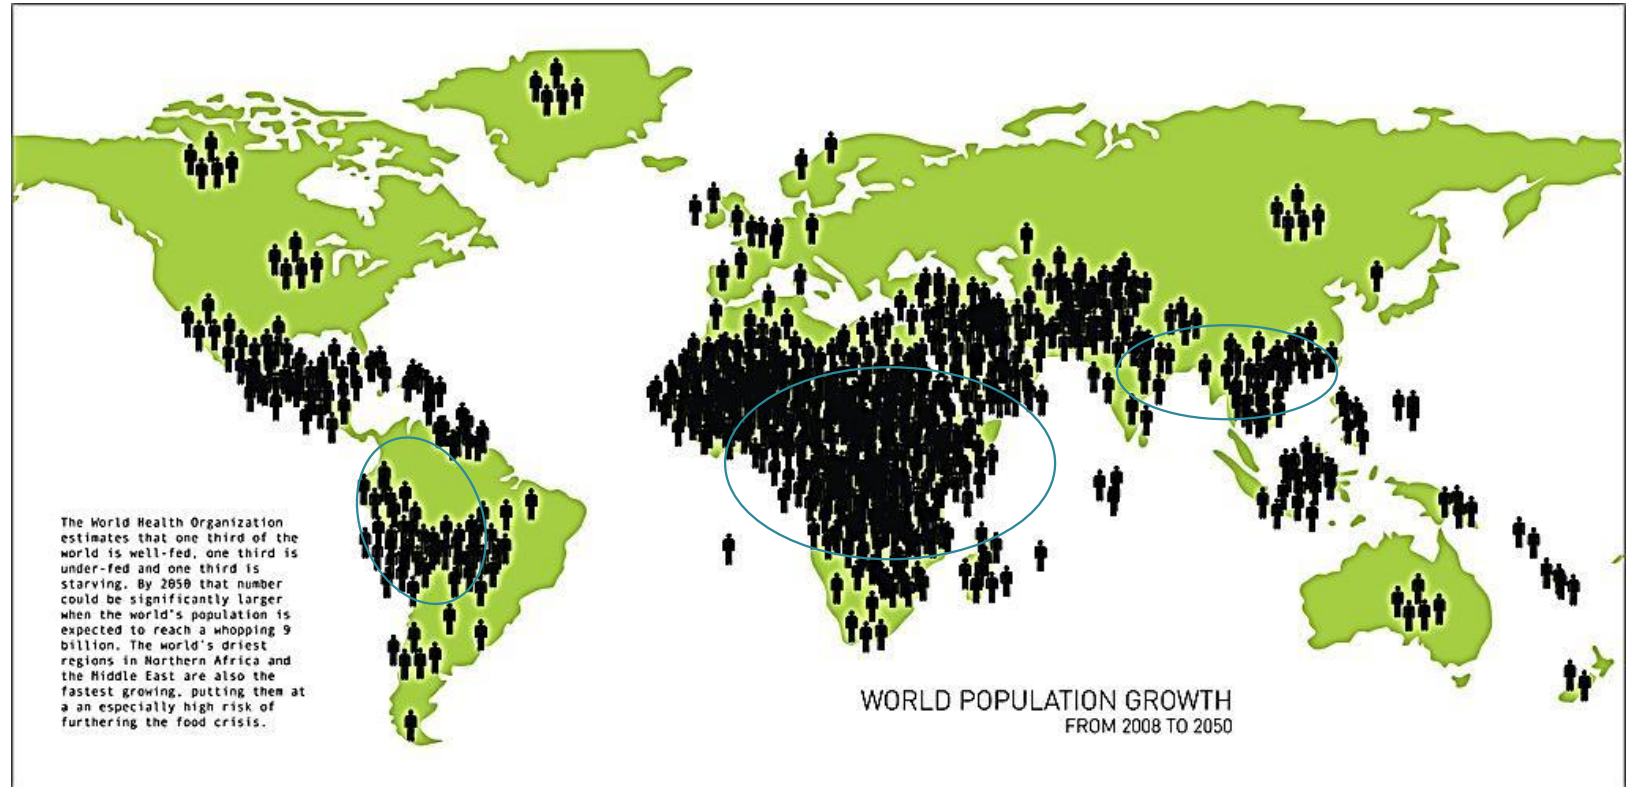 The World Health Organization
estimates that one third of the
world is well-fed, one third is
under-fed and one third is
starving. By 2050 that number
could be significantly larger
when the world's population is
expected to reach a whopping 9
billion. The world's driest
regions in Northern Africa and
the Middle East are also the
fastest growing, putting them at
a an especially high risk of
furthering the food crisis.
WORLD POPULATION GROWTH
FROM 2008 TO 2050